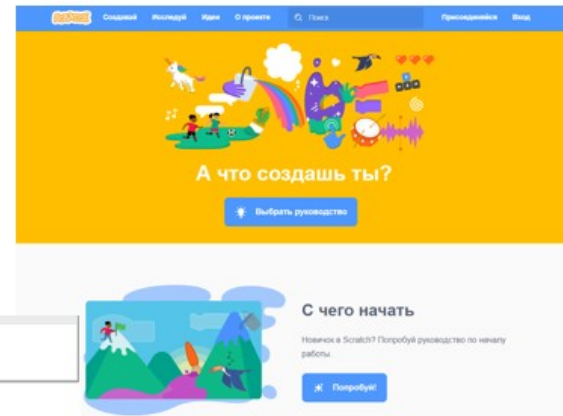 SCRATCH Создавай Исследуй Идеи О проекте Поиск Присоединяйся Вход
А что создашь ты?
Выбрать руководство
С чего начать
Новичок в Scratch? Попробуй руководство по началу
работы.
Попробуй!